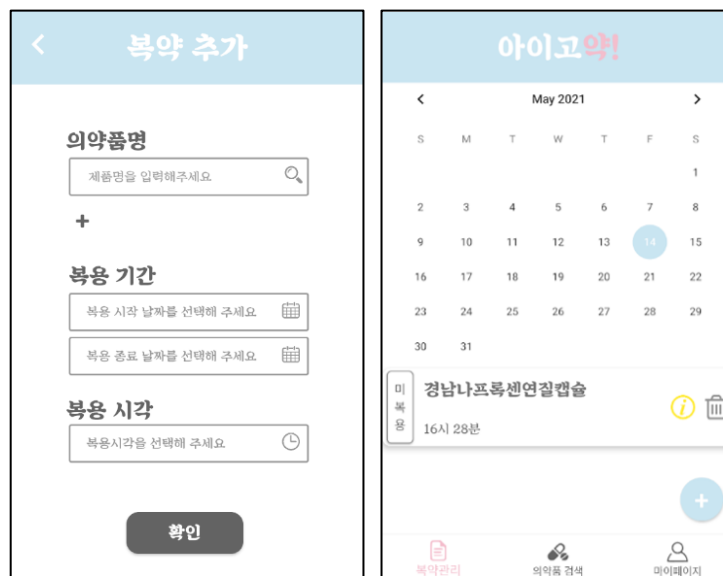 복약 추가
의약품명
제품명을 입력해주세요
+
복용 기간
복용 시작 날짜를 선택해 주세요
복용 종료 날짜를 선택해 주세요
복용 시각
복용시각을 선택해 주세요
확인
아이고약!
May 2021
S M T W T F S
1
2 3 4 5 6 7 8
9 10 11 12 13 14 15
16 17 18 19 20 21 22
23 24 25 26 27 28 29
30 31
미복용
경남나프록센연질캡슐
16시 28분
i
+
복약관리
의약품 검색
마이페이지